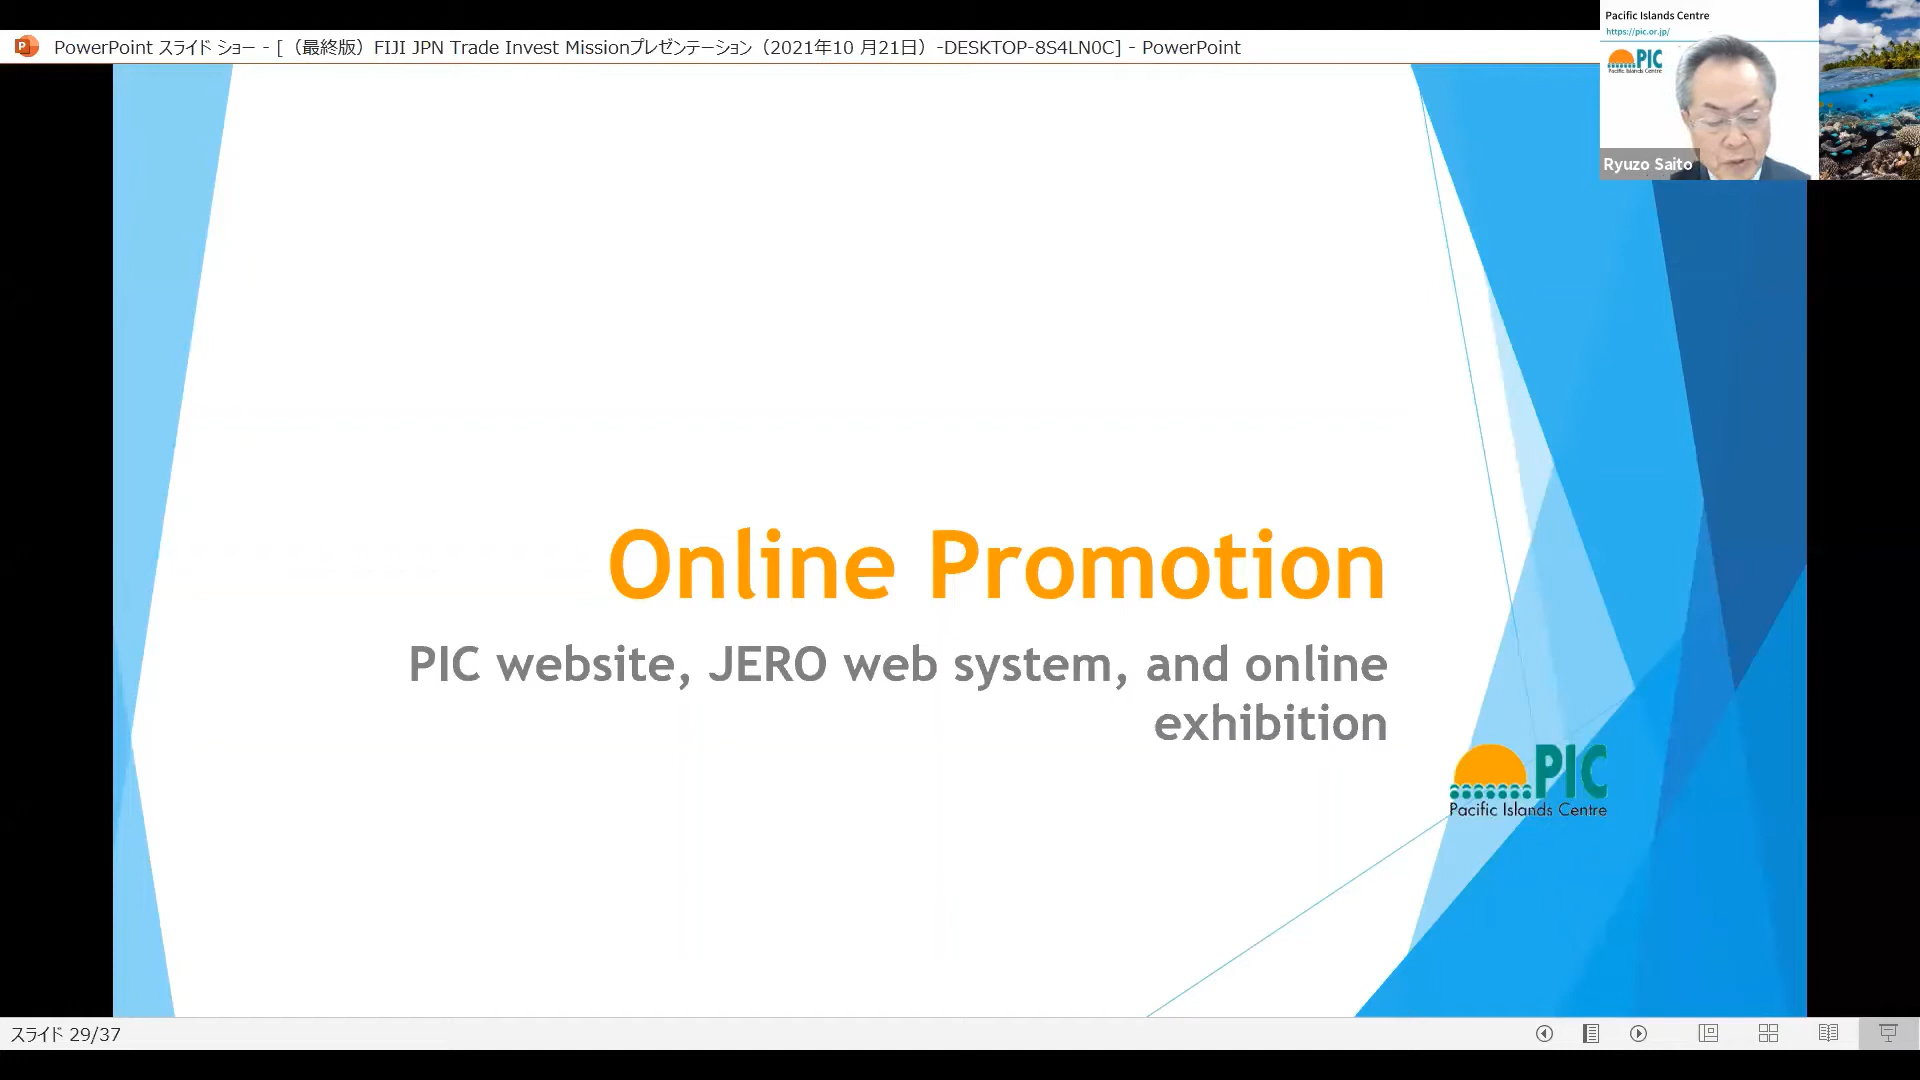 PowerPoint スライド ショー - [（最終版）FIJI JPN Trade Invest Missionプレゼンテーション（2021年10 月21日）-DESKTOP-8S4LN0C] - PowerPoint
Pacific Islands Centre
https://pic.or.jp/
PIC
Pacific Islands Centre
Ryuzo Saito
Online Promotion
PIC website, JERO web system, and online
exhibition
PIC
Pacific Islands Centre
スライド 29/37